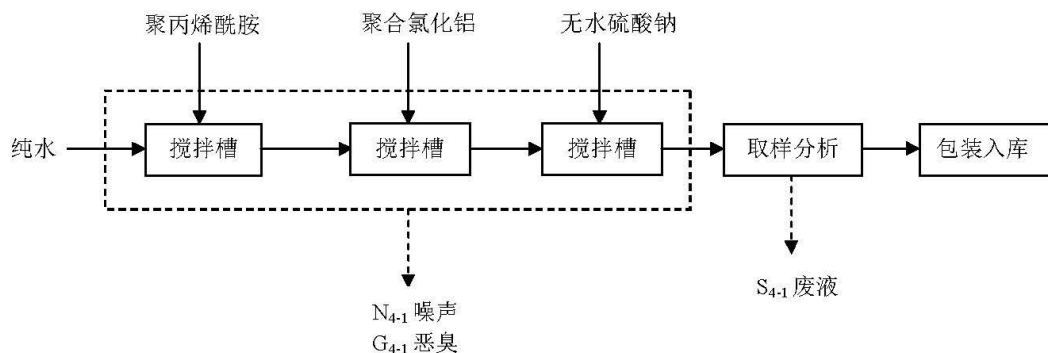 聚丙烯酰胺 聚合氯化铝 无水硫酸钠
纯水 搅拌槽 搅拌槽 搅拌槽 取样分析 包装入库
S₄₋₁ 废液
N₄₋₁ 噪声
G₄₋₁ 恶臭